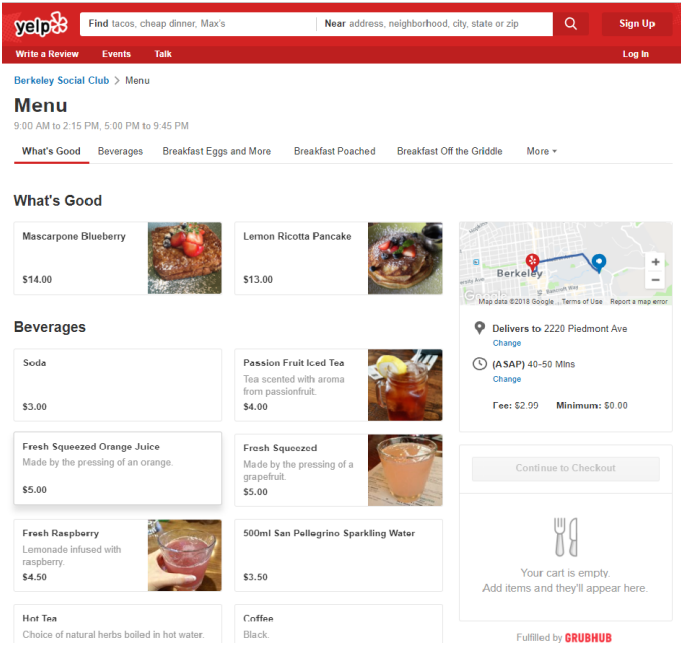 yelp
Find tacos, cheap dinner, Max's
Near address, neighborhood, city, state or zip
Sign Up
Write a Review Events Talk Log In
Berkeley Social Club > Menu
Menu
9:00 AM to 2:15 PM, 5:00 PM to 9:45 PM
What's Good Beverages Breakfast Eggs and More Breakfast Poached Breakfast Off the Griddle More
What's Good
Mascarpone Blueberry
$14.00
Lemon Ricotta Pancake
$13.00
Beverages
Soda
$3.00
Passion Fruit Iced Tea
Tea scented with aroma
from passionfruit.
$4.00
Fresh Squeezed Orange Juice
Made by the pressing of an orange.
$5.00
Fresh Squeezed
Made by the pressing of a
grapefruit.
$5.00
Fresh Raspberry
Lemonade infused with
raspberry.
$4.50
500ml San Pellegrino Sparkling Water
$3.50
Hot Tea
Choice of natural herbs boiled in hot water.
Coffee
Black.
Berkeley
Bancroft Way
Google
Map data ©2018 Google Terms of Use Report a map error
Delivers to 2220 Piedmont Ave
Change
(ASAP) 40-50 Mins
Change
Fee: $2.99 Minimum: $0.00
Continue to Checkout
Your cart is empty.
Add items and they'll appear here.
Fulfilled by GRUBHUB